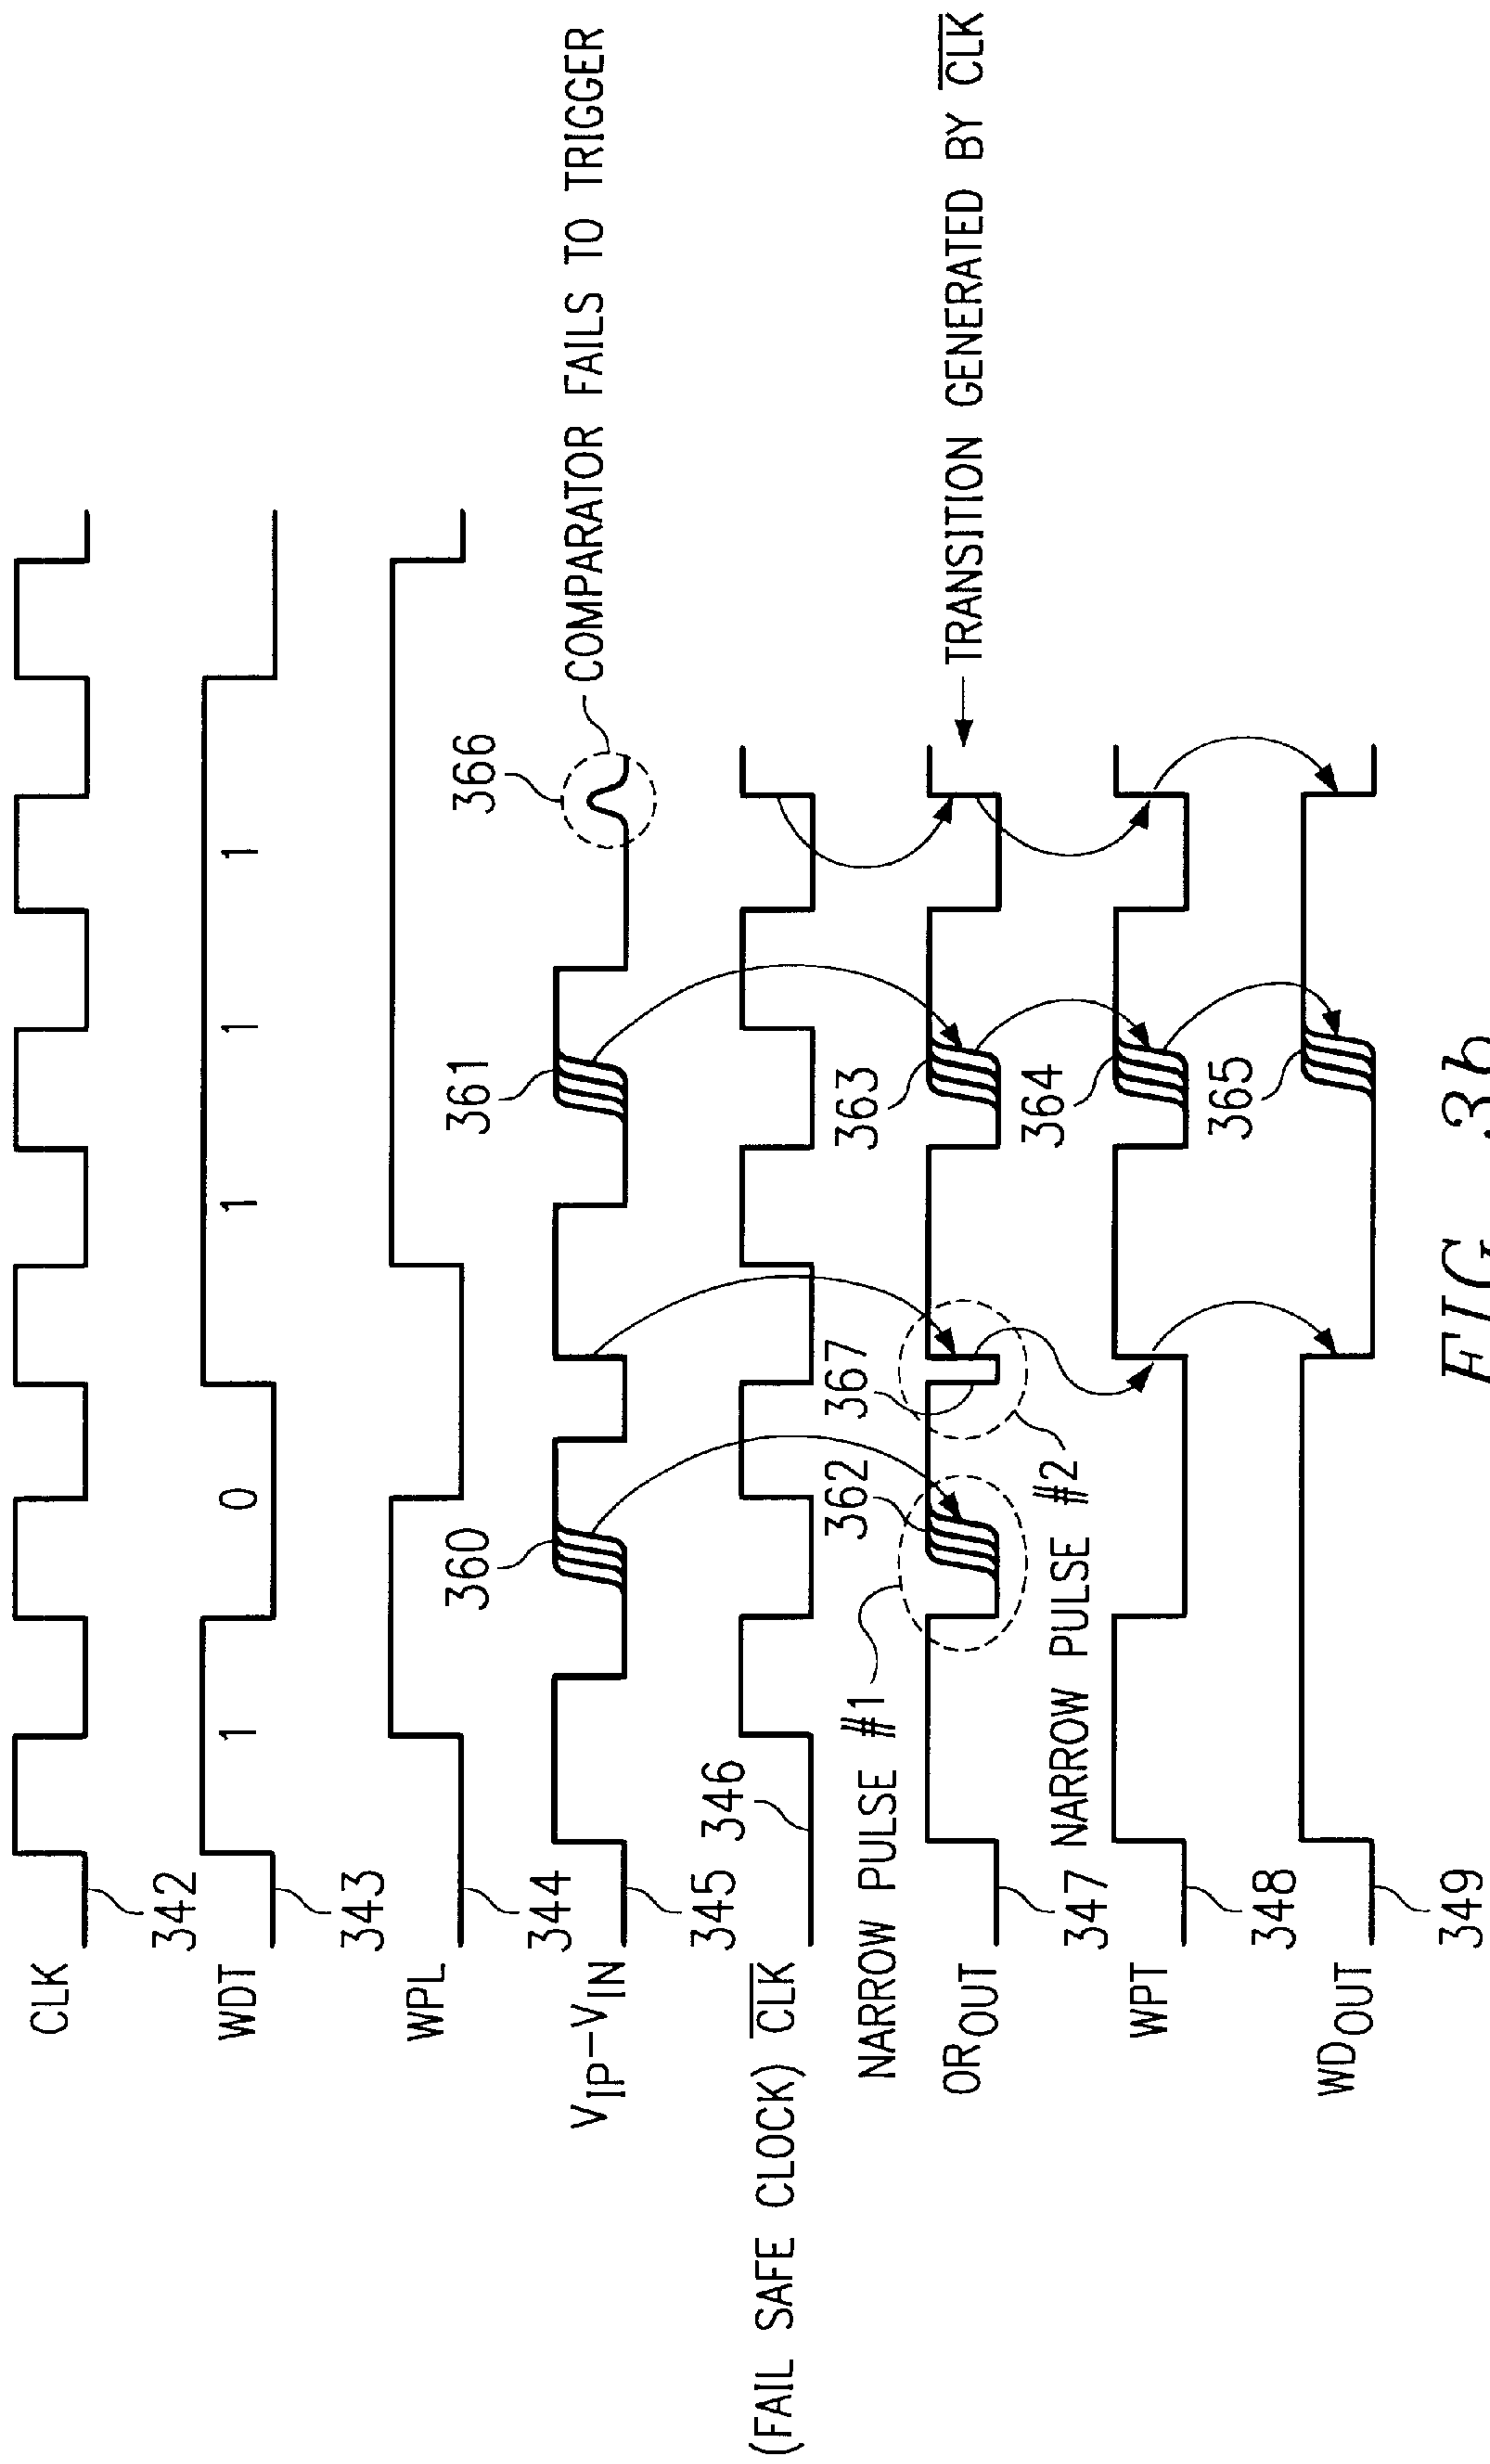 CLK
342
WDT
343
1
0
1
1
1
WPL
344
V_IP–V_IN
345
360
361
366
COMPARATOR FAILS TO TRIGGER
(FAIL SAFE CLOCK) C̅L̅K̅
346
NARROW PULSE #1
362
367
363
OR_OUT
347
TRANSITION GENERATED BY C̅L̅K̅
NARROW PULSE #2
364
WPT
348
365
WD_OUT
349
FIG. 3b